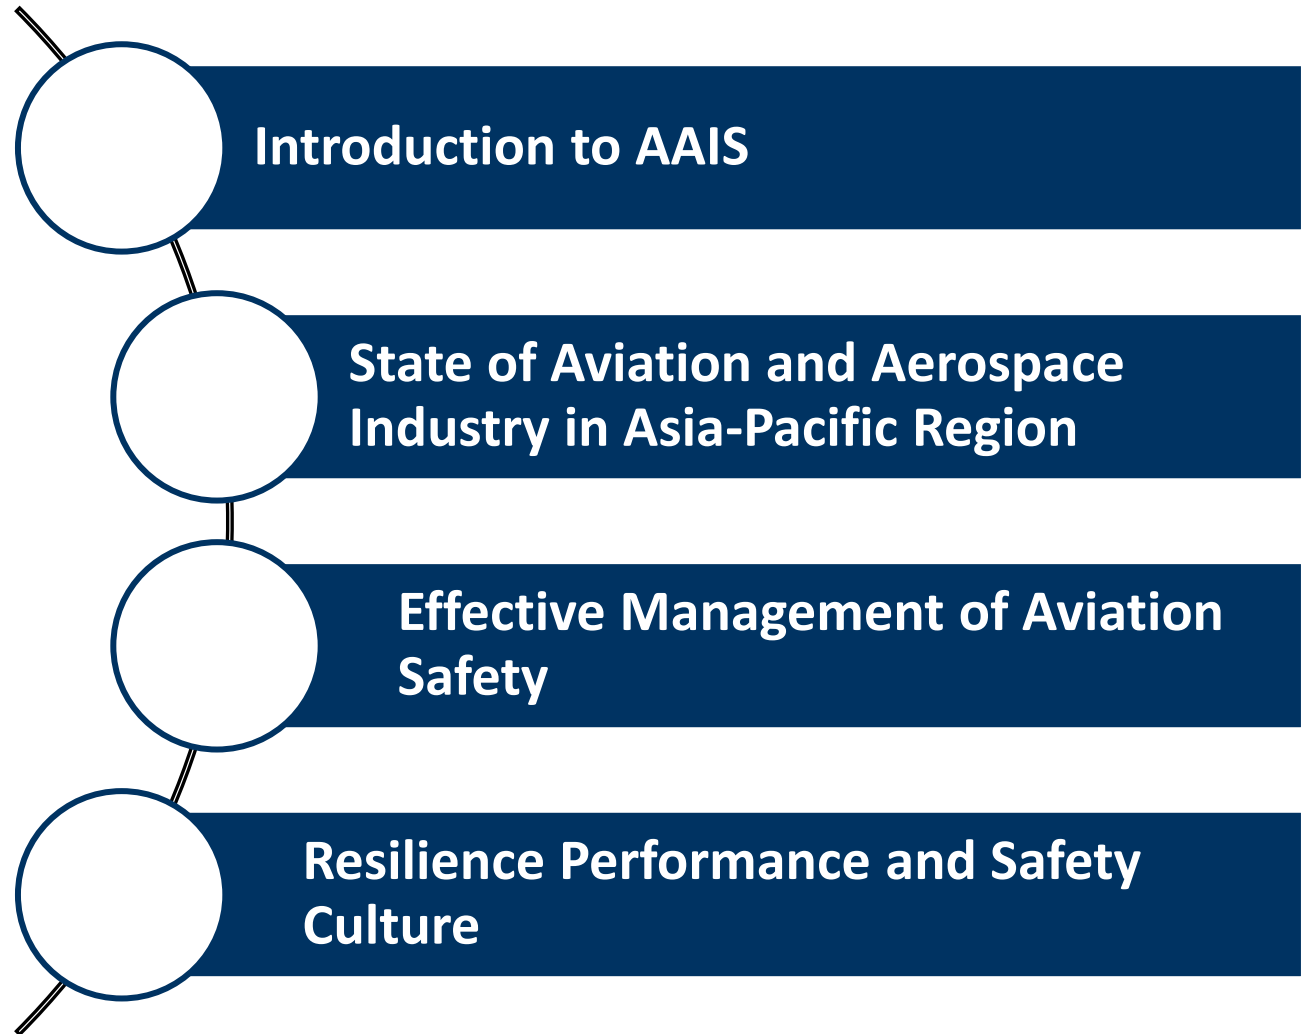 Introduction to AAIS
State of Aviation and Aerospace
Industry in Asia-Pacific Region
Effective Management of Aviation
Safety
Resilience Performance and Safety
Culture